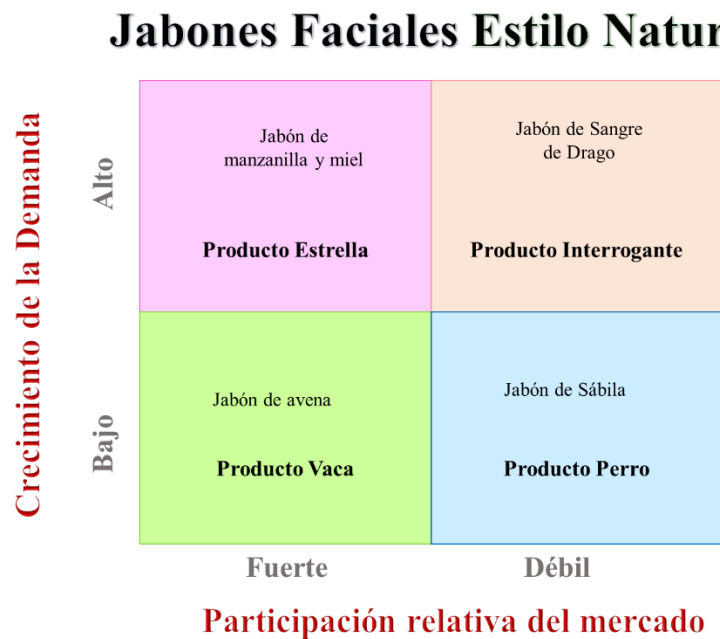 Jabones Faciales Estilo Natur
Crecimiento de la Demanda
Alto
Jabón de
manzanilla y miel
Producto Estrella
Jabón de Sangre
de Drago
Producto Interrogante
Bajo
Jabón de avena
Producto Vaca
Jabón de Sábila
Producto Perro
Fuerte
Débil
Participación relativa del mercado